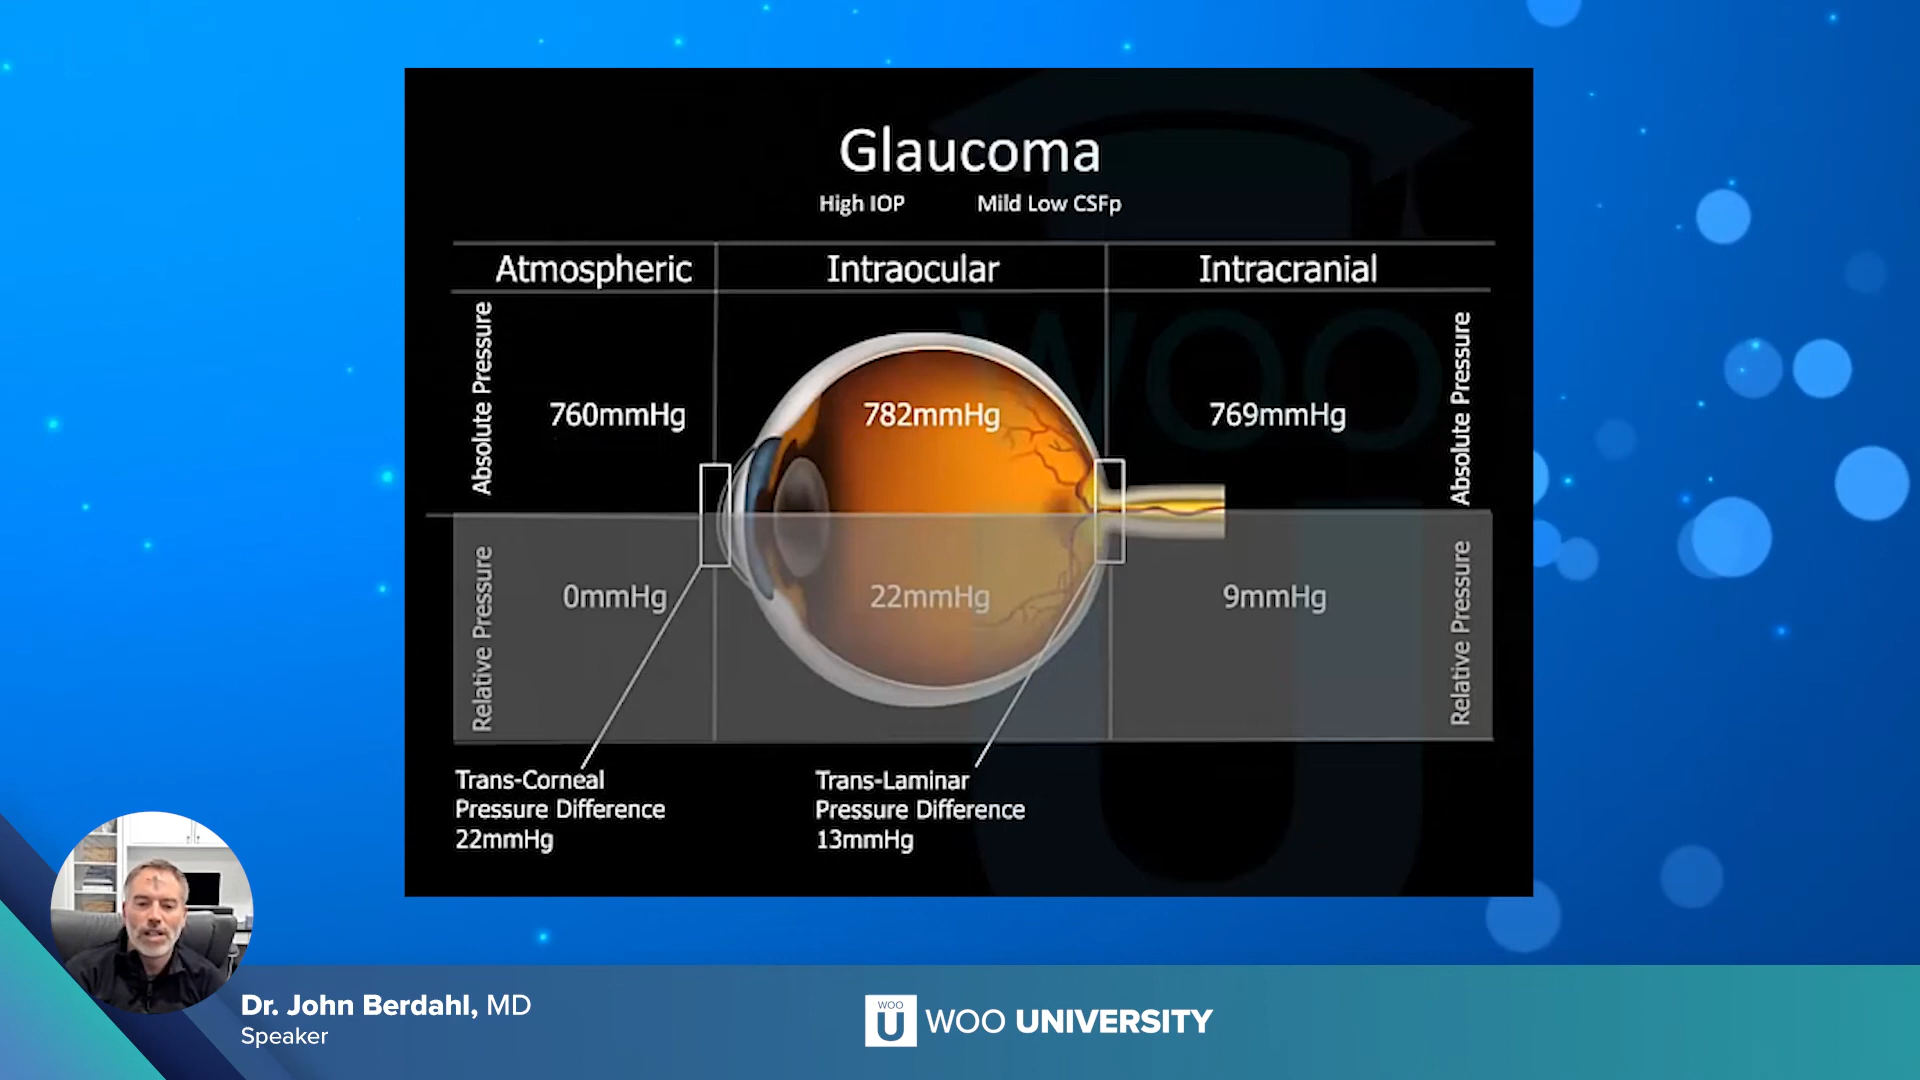 Glaucoma
High IOP Mild Low CSFp
Atmospheric Intraocular Intracranial
Absolute Pressure
760mmHg 782mmHg 769mmHg
Absolute Pressure
Relative Pressure
0mmHg 22mmHg 9mmHg
Relative Pressure
Trans-Corneal
Pressure Difference
22mmHg
Trans-Laminar
Pressure Difference
13mmHg
WOO
U
Dr. John Berdahl, MD
Speaker
WOO
U
WOO UNIVERSITY